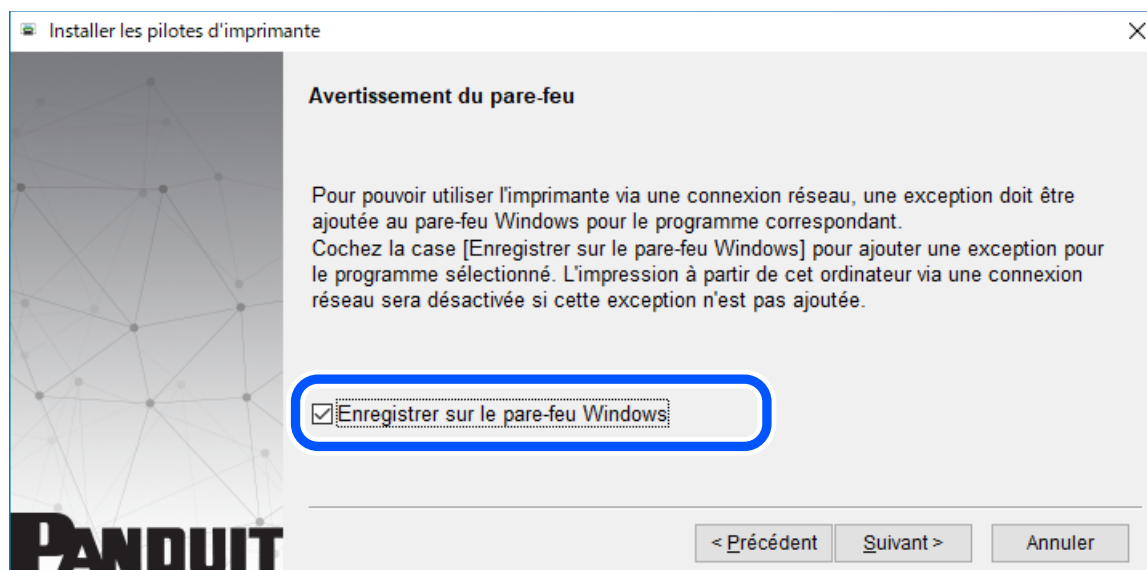 Installer les pilotes d'imprimante
Avertissement du pare-feu
Pour pouvoir utiliser l'imprimante via une connexion réseau, une exception doit être
ajoutée au pare-feu Windows pour le programme correspondant.
Cochez la case [Enregistrer sur le pare-feu Windows] pour ajouter une exception pour
le programme sélectionné. L'impression à partir de cet ordinateur via une connexion
réseau sera désactivée si cette exception n'est pas ajoutée.
Enregistrer sur le pare-feu Windows
PANDUIT
< Précédent
Suivant >
Annuler